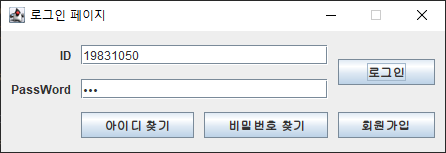 로그인 페이지
ID 19831050
로그인
PassWord •••
아이디 찾기 비밀번호 찾기 회원가입